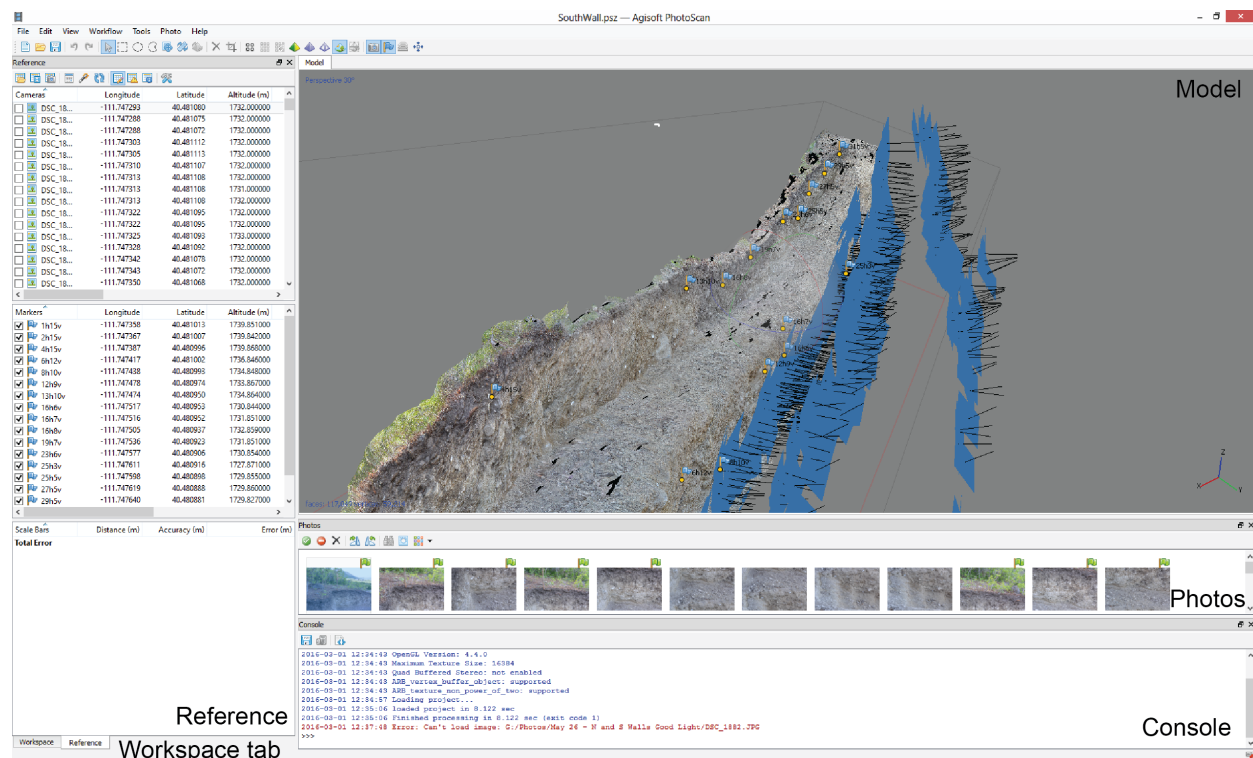 SouthWall.psz — Agisoft PhotoScan
File Edit View Workflow Tools Photo Help
Reference
Cameras Longitude Latitude Altitude (m)
DSC_18... -111.747293 40.481080 1732.000000
DSC_18... -111.747288 40.481075 1732.000000
DSC_18... -111.747288 40.481072 1732.000000
DSC_18... -111.747303 40.481112 1732.000000
DSC_18... -111.747305 40.481113 1732.000000
DSC_18... -111.747310 40.481107 1732.000000
DSC_18... -111.747313 40.481108 1732.000000
DSC_18... -111.747313 40.481108 1731.000000
DSC_18... -111.747313 40.481108 1732.000000
DSC_18... -111.747322 40.481095 1732.000000
DSC_18... -111.747322 40.481095 1732.000000
DSC_18... -111.747325 40.481093 1733.000000
DSC_18... -111.747328 40.481092 1732.000000
DSC_18... -111.747342 40.481078 1732.000000
DSC_18... -111.747343 40.481072 1732.000000
DSC_18... -111.747350 40.481068 1732.000000
Markers Longitude Latitude Altitude (m)
1h15v -111.747358 40.481013 1739.851000
2h15v -111.747367 40.481007 1739.842000
4h15v -111.747387 40.480996 1739.868000
6h12v -111.747417 40.481002 1736.846000
8h10v -111.747438 40.480993 1734.848000
12h9v -111.747478 40.480974 1733.867000
13h10v -111.747474 40.480950 1734.864000
16h6v -111.747517 40.480953 1730.844000
16h7v -111.747516 40.480952 1731.851000
16h8v -111.747505 40.480937 1732.859000
19h7v -111.747536 40.480923 1731.851000
23h6v -111.747577 40.480906 1730.854000
25h3v -111.747611 40.480916 1727.871000
25h5v -111.747598 40.480898 1729.855000
27h5v -111.747619 40.480888 1729.860000
29h5v -111.747640 40.480881 1729.827000
Scale Bars Distance (m) Accuracy (m) Error (m)
Total Error
Reference
Workspace Reference
Workspace tab
Model
Perspective 30°
Model
13h10v
16h8v
25h3v
16h7v
16h6v
12h9v
4h15v
8h10v
6h12v
Z
X
Y
Photos
Photos
Console
2016-03-01 12:34:43 OpenGL Version: 4.4.0
2016-03-01 12:34:43 Maximum Texture Size: 16384
2016-03-01 12:34:43 Quad Buffered Stereo: not enabled
2016-03-01 12:34:43 ARB_vertex_buffer_object: supported
2016-03-01 12:34:43 ARB_texture_non_power_of_two: supported
2016-03-01 12:34:57 Loading project...
2016-03-01 12:35:06 loaded project in 8.122 sec
2016-03-01 12:35:06 Finished processing in 8.122 sec (exit code 1)
2016-03-01 12:37:48 Error: Can't load image: G:/Photos/May 26 - N and S Walls Good Light/DSC_1882.JPG
>>>
Console